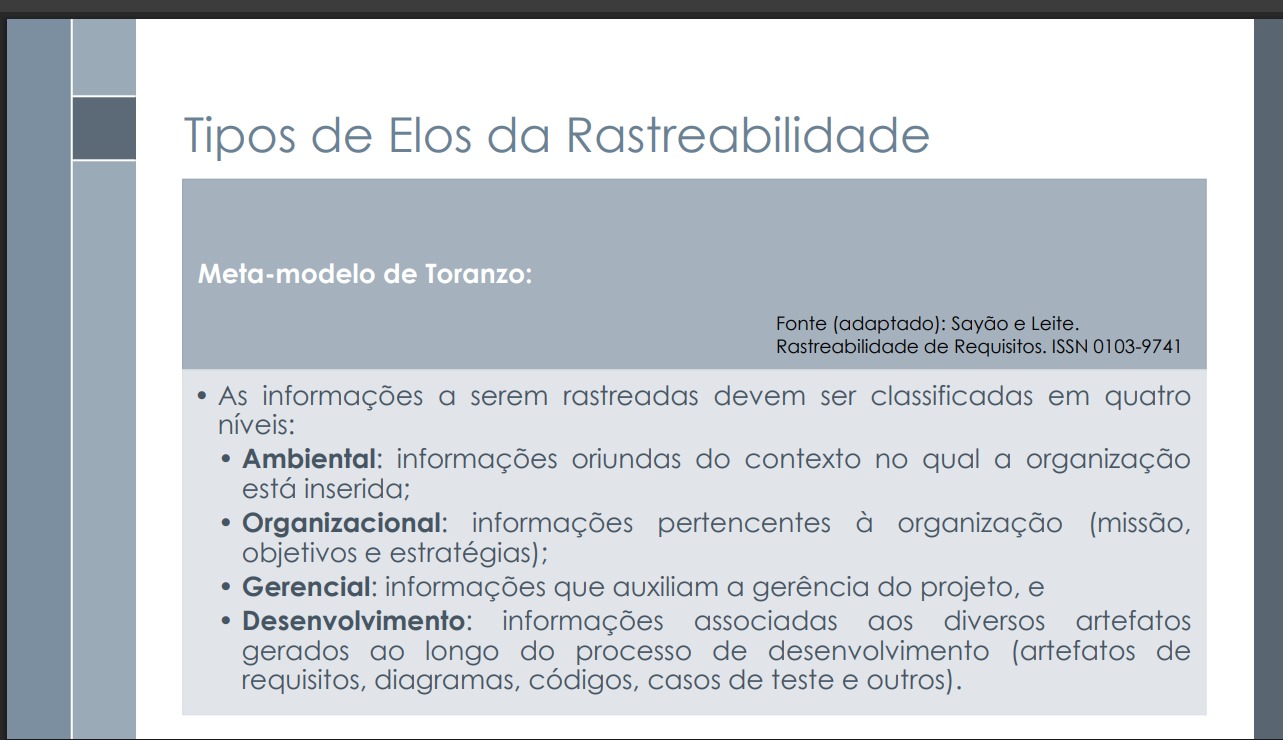 Tipos de Elos da Rastreabilidade
Meta-modelo de Toranzo:
Fonte (adaptado): Sayão e Leite.
Rastreabilidade de Requisitos. ISSN 0103-9741
• As informações a serem rastreadas devem ser classificadas em quatro
níveis:
• Ambiental: informações oriundas do contexto no qual a organização
está inserida;
• Organizacional: informações pertencentes à organização (missão,
objetivos e estratégias);
• Gerencial: informações que auxiliam a gerência do projeto, e
• Desenvolvimento: informações associadas aos diversos artefatos
gerados ao longo do processo de desenvolvimento (artefatos de
requisitos, diagramas, códigos, casos de teste e outros).